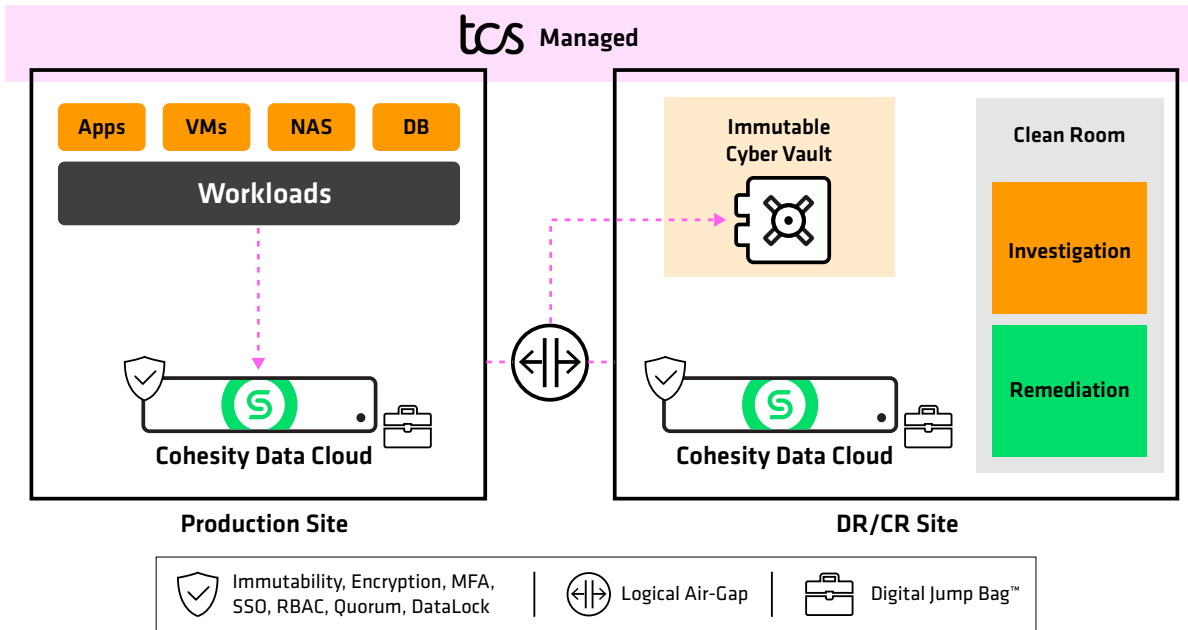 tcs Managed
Apps
VMs
NAS
DB
Workloads
Cohesity Data Cloud
Production Site
Immutable
Cyber Vault
Clean Room
Investigation
Remediation
Cohesity Data Cloud
DR/CR Site
Immutability, Encryption, MFA,
SSO, RBAC, Quorum, DataLock
Logical Air-Gap
Digital Jump Bag™